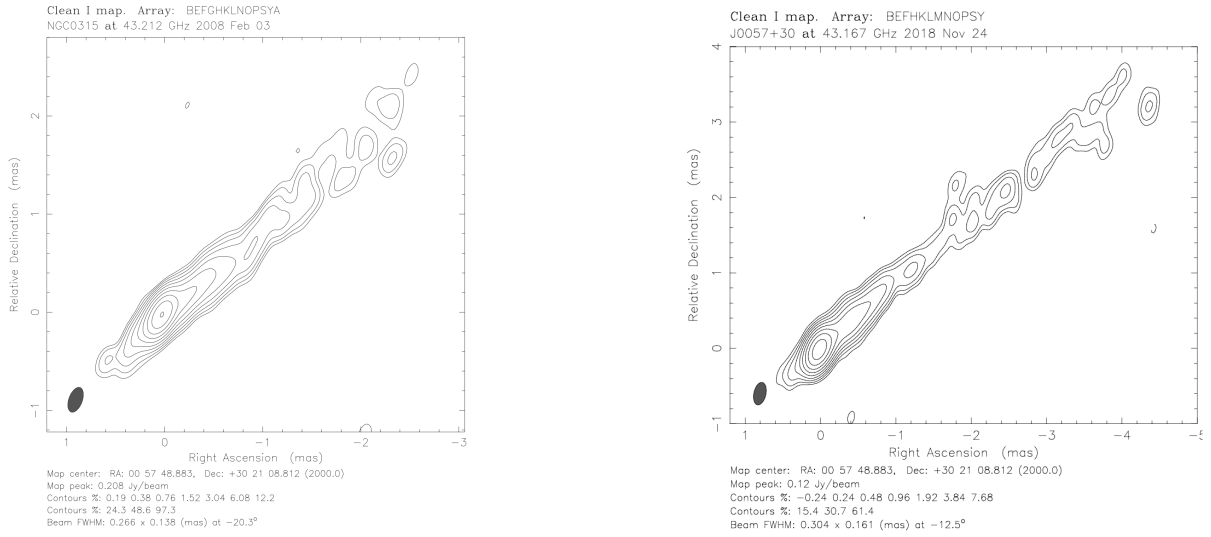 Clean I map. Array: BEFGHKLNOPSYA
NGC0315 at 43.212 GHz 2008 Feb 03
Relative Declination (mas)
2
1
0
−1
1 0 −1 −2 −3
Right Ascension (mas)
Map center: RA: 00 57 48.883, Dec: +30 21 08.812 (2000.0)
Map peak: 0.208 Jy/beam
Contours %: 0.19 0.38 0.76 1.52 3.04 6.08 12.2
Contours %: 24.3 48.6 97.3
Beam FWHM: 0.266 x 0.138 (mas) at −20.3°
Clean I map. Array: BEFHKLMNOPSY
J0057+30 at 43.167 GHz 2018 Nov 24
Relative Declination (mas)
4
3
2
1
0
−1
1 0 −1 −2 −3 −4 −5
Right Ascension (mas)
Map center: RA: 00 57 48.883, Dec: +30 21 08.812 (2000.0)
Map peak: 0.12 Jy/beam
Contours %: −0.24 0.24 0.48 0.96 1.92 3.84 7.68
Contours %: 15.4 30.7 61.4
Beam FWHM: 0.304 x 0.161 (mas) at −12.5°